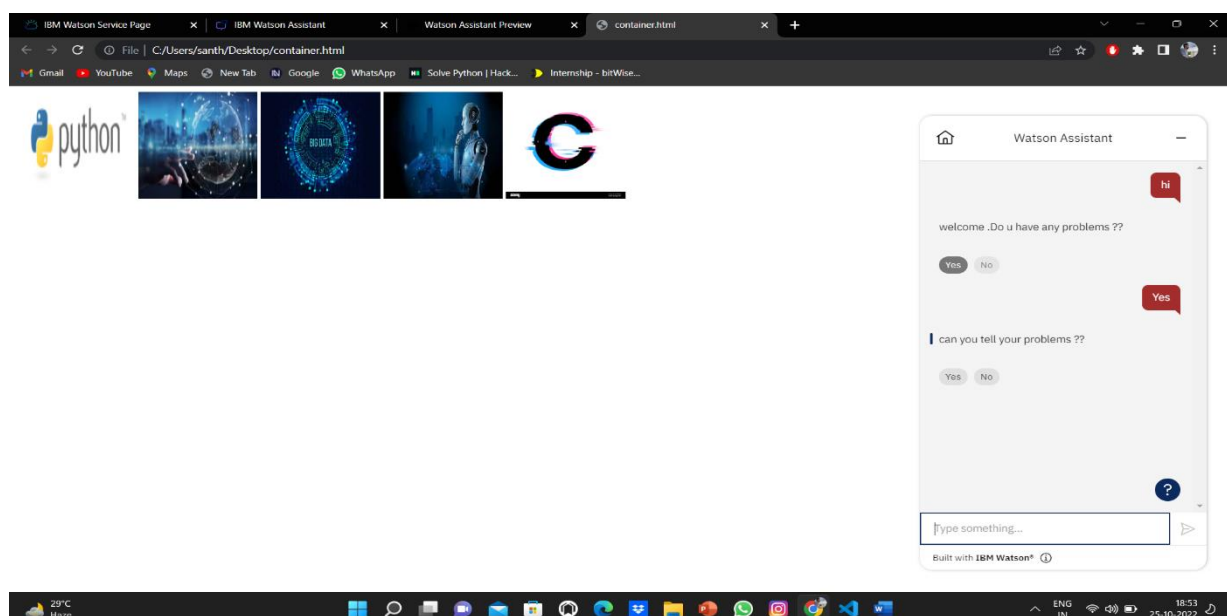 IBM Watson Service Page
IBM Watson Assistant
Watson Assistant Preview
container.html
File | C:/Users/santh/Desktop/container.html
Gmail
YouTube
Maps
New Tab
Google
WhatsApp
Solve Python | Hack...
Internship - bitWise...
python
BIG DATA
C
Watson Assistant
hi
welcome .Do u have any problems ??
Yes
No
Yes
can you tell your problems ??
Yes
No
?
Type something...
Built with IBM Watson®
29°C
Haze
ENG
IN
18:53
25-10-2022